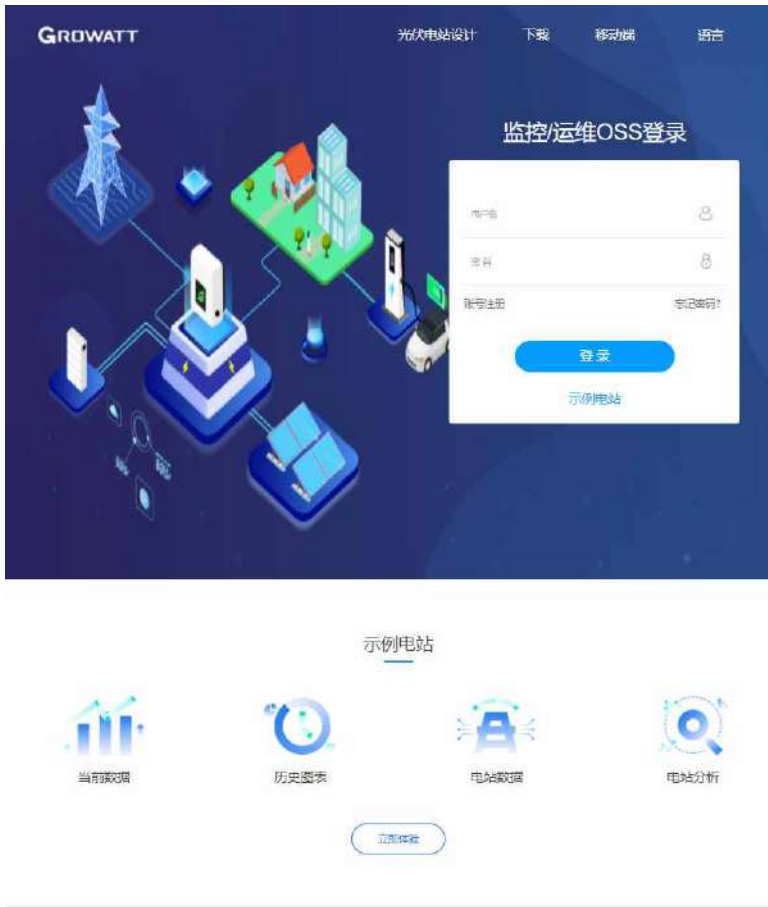 GROWATT
光伏电站设计 下载 移动端 语言
监控/运维OSS登录
用户名
密码
账号注册 忘记密码?
登录
示例电站
示例电站
当前数据 历史图表 电站数据 电站分析
立即体验